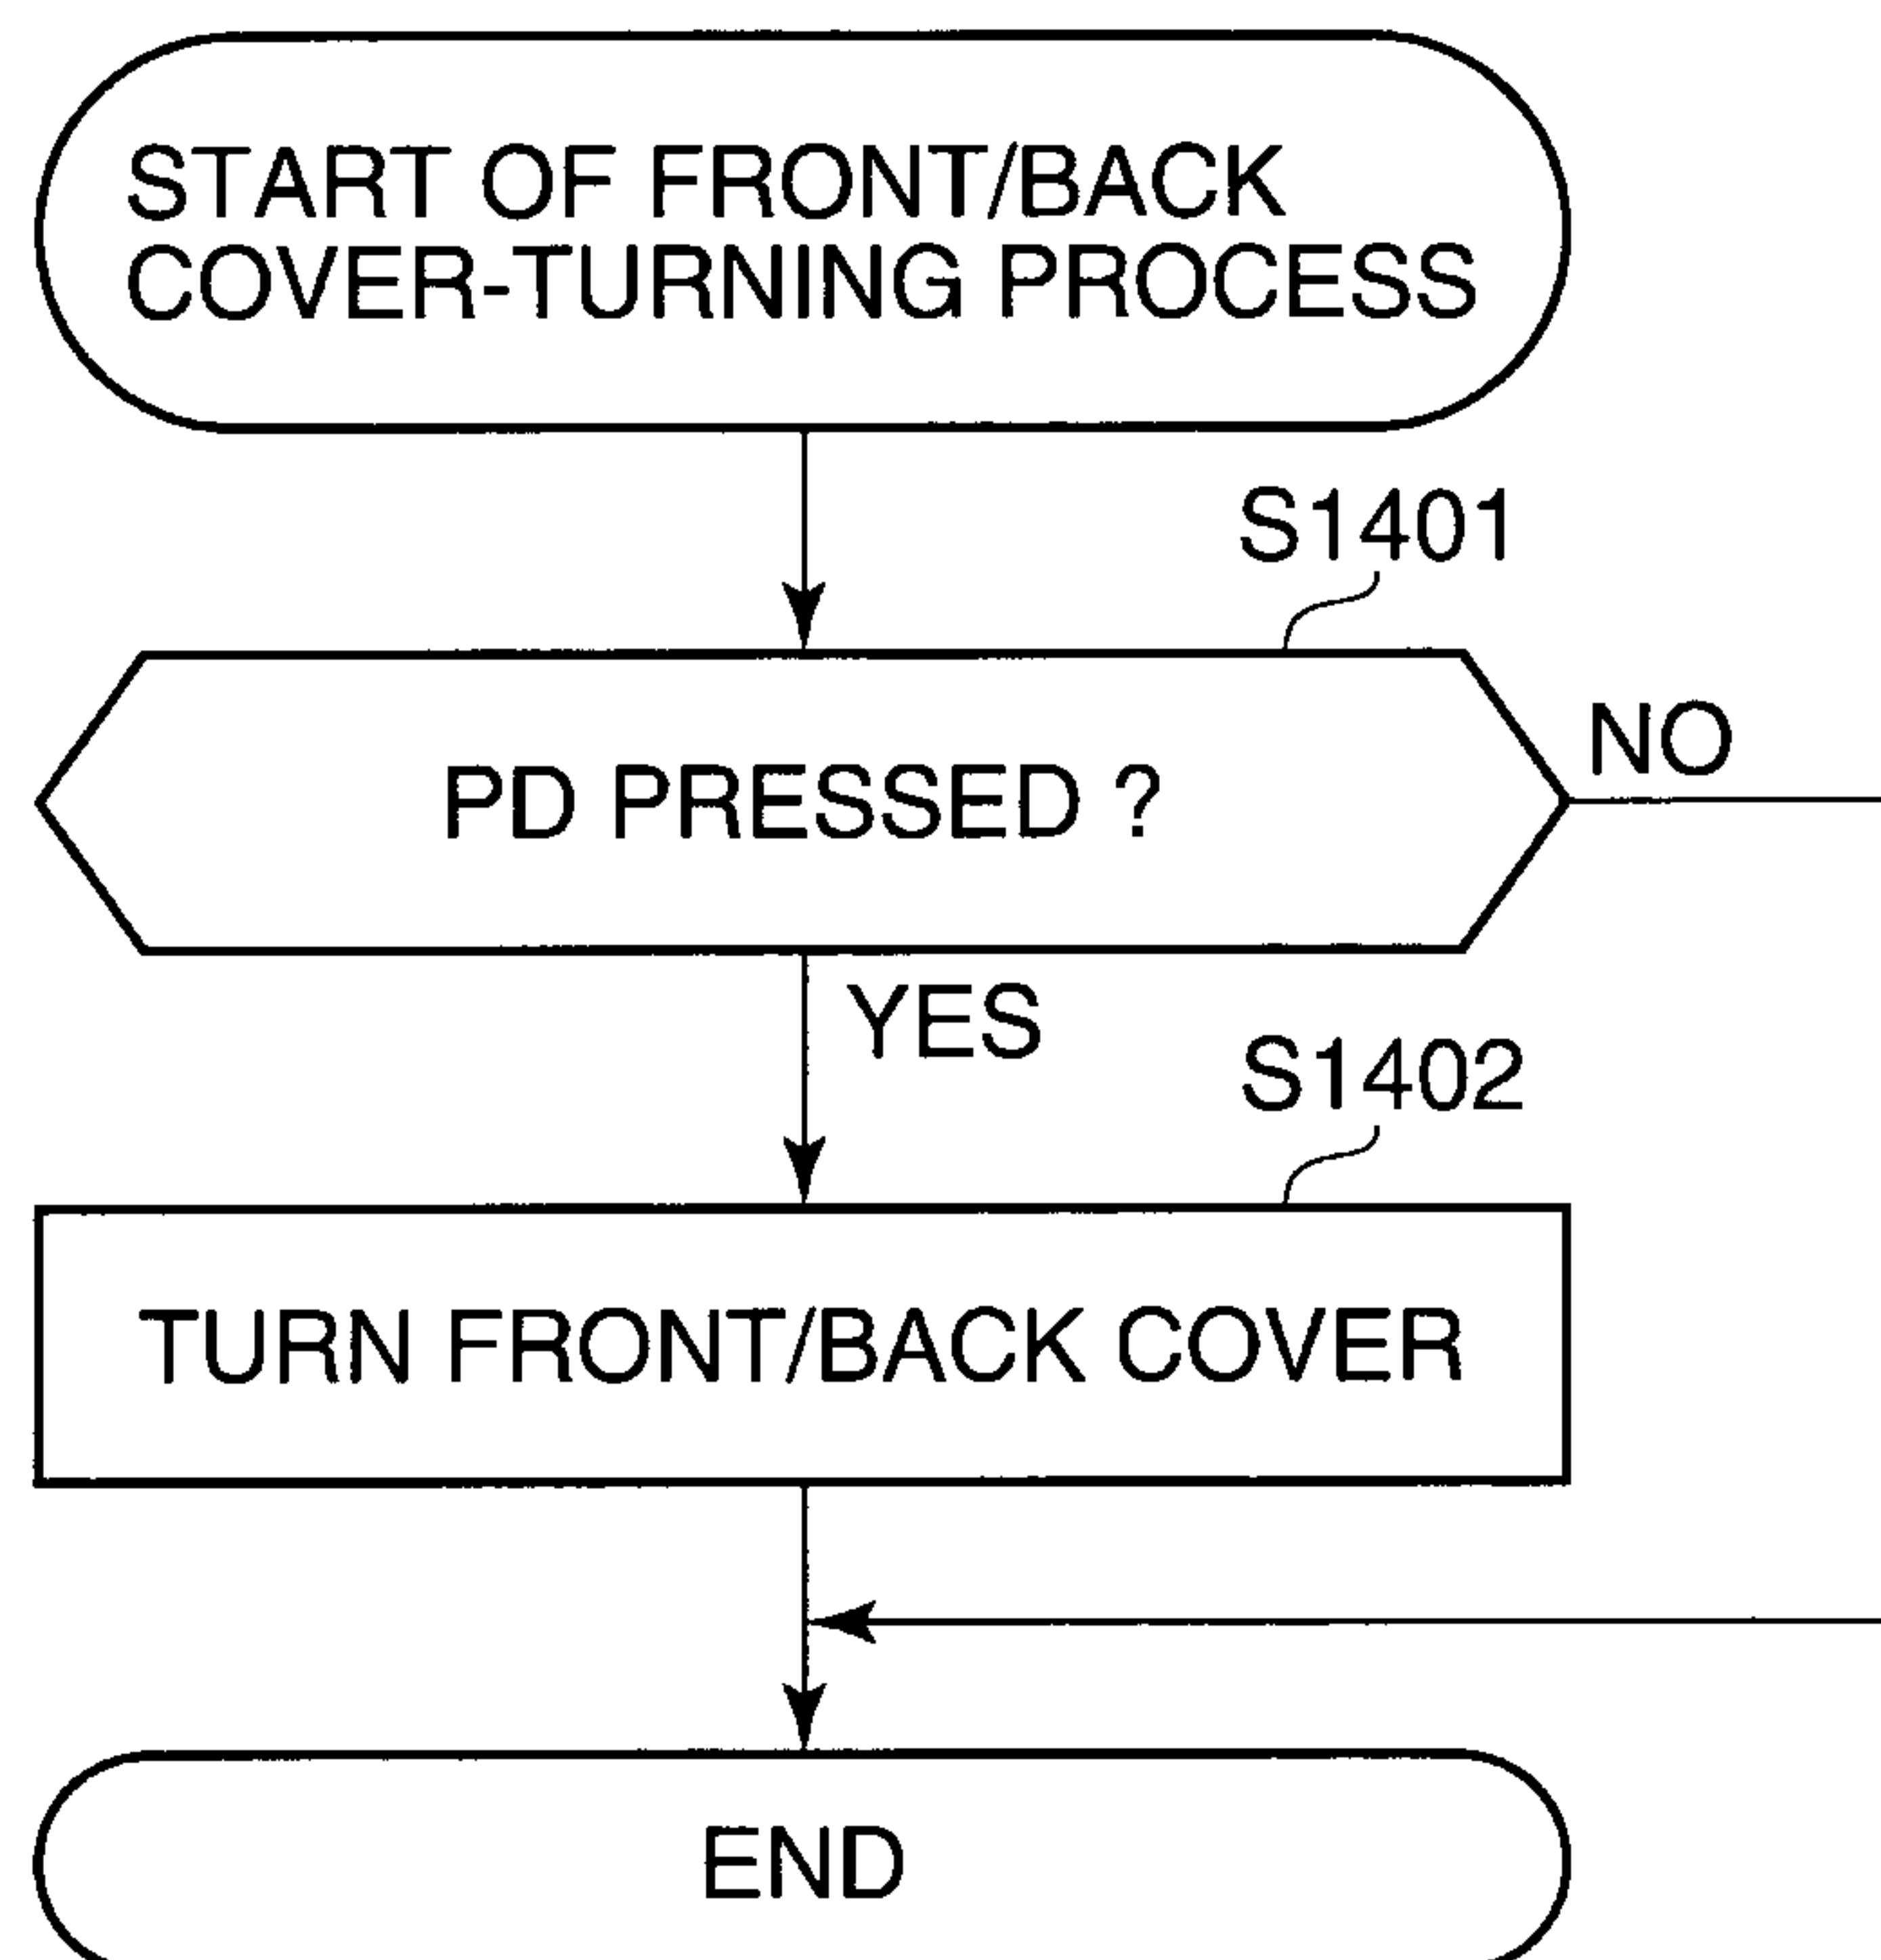 START OF FRONT/BACK
COVER-TURNING PROCESS
S1401
PD PRESSED ?
NO
YES
S1402
TURN FRONT/BACK COVER
END